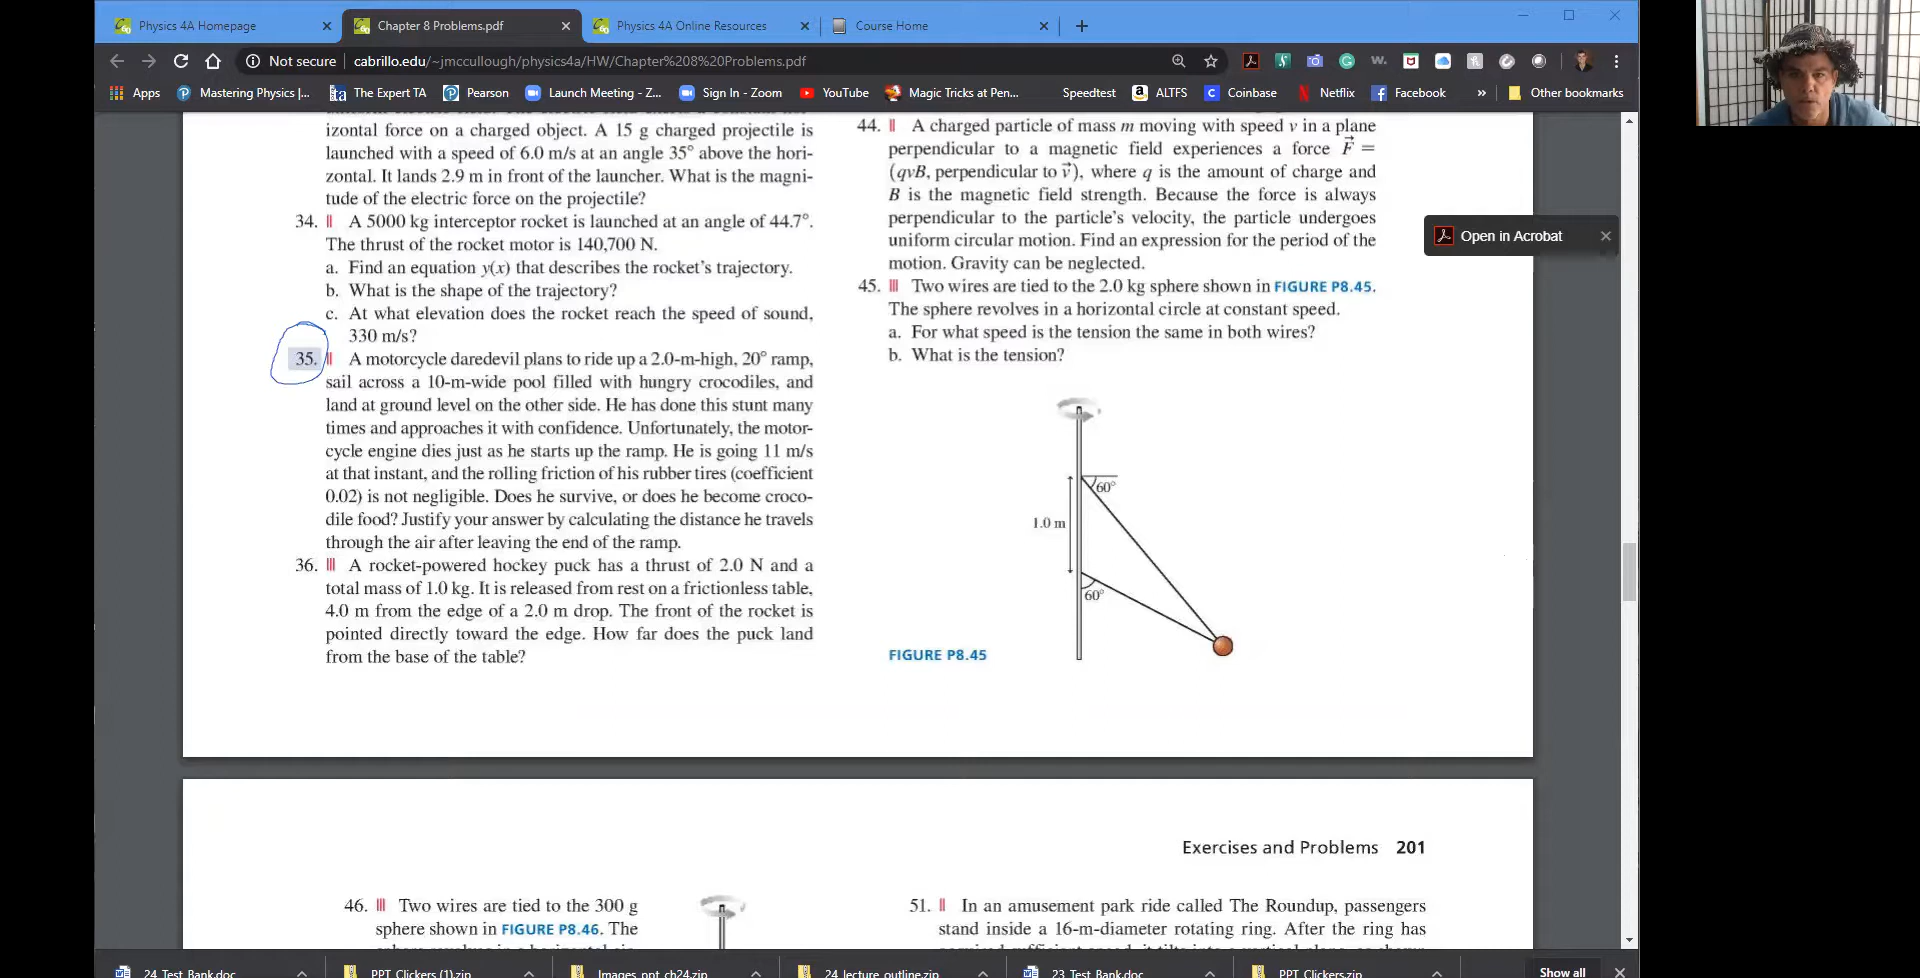 Physics 4A Homepage
Chapter 8 Problems.pdf
Physics 4A Online Resources
Course Home
Not secure
cabrillo.edu/~jmccullough/physics4a/HW/Chapter%208%20Problems.pdf
Apps
Mastering Physics |...
The Expert TA
Pearson
Launch Meeting - Z...
Sign In - Zoom
YouTube
Magic Tricks at Pen...
Speedtest
ALTFS
Coinbase
Netflix
Facebook
»
Other bookmarks
izontal force on a charged object. A 15 g charged projectile is
launched with a speed of 6.0 m/s at an angle 35° above the hori-
zontal. It lands 2.9 m in front of the launcher. What is the magni-
tude of the electric force on the projectile?
34. || A 5000 kg interceptor rocket is launched at an angle of 44.7°.
The thrust of the rocket motor is 140,700 N.
a. Find an equation y(x) that describes the rocket's trajectory.
b. What is the shape of the trajectory?
c. At what elevation does the rocket reach the speed of sound,
330 m/s?
35. || A motorcycle daredevil plans to ride up a 2.0-m-high, 20° ramp,
sail across a 10-m-wide pool filled with hungry crocodiles, and
land at ground level on the other side. He has done this stunt many
times and approaches it with confidence. Unfortunately, the motor-
cycle engine dies just as he starts up the ramp. He is going 11 m/s
at that instant, and the rolling friction of his rubber tires (coefficient
0.02) is not negligible. Does he survive, or does he become croco-
dile food? Justify your answer by calculating the distance he travels
through the air after leaving the end of the ramp.
36. ||| A rocket-powered hockey puck has a thrust of 2.0 N and a
total mass of 1.0 kg. It is released from rest on a frictionless table,
4.0 m from the edge of a 2.0 m drop. The front of the rocket is
pointed directly toward the edge. How far does the puck land
from the base of the table?
44. || A charged particle of mass m moving with speed v in a plane
perpendicular to a magnetic field experiences a force F⃗ =
(qvB, perpendicular to v⃗), where q is the amount of charge and
B is the magnetic field strength. Because the force is always
perpendicular to the particle's velocity, the particle undergoes
uniform circular motion. Find an expression for the period of the
motion. Gravity can be neglected.
45. ||| Two wires are tied to the 2.0 kg sphere shown in FIGURE P8.45.
The sphere revolves in a horizontal circle at constant speed.
a. For what speed is the tension the same in both wires?
b. What is the tension?
60°
1.0 m
60°
FIGURE P8.45
Open in Acrobat
Exercises and Problems 201
46. ||| Two wires are tied to the 300 g
sphere shown in FIGURE P8.46. The
51. || In an amusement park ride called The Roundup, passengers
stand inside a 16-m-diameter rotating ring. After the ring has
24_Test_Bank.doc
PPT_Clickers (1).zip
Images_ppt_ch24.zip
24_lecture_outline.zip
23_Test_Bank.doc
PPT_Clickers.zip
Show all